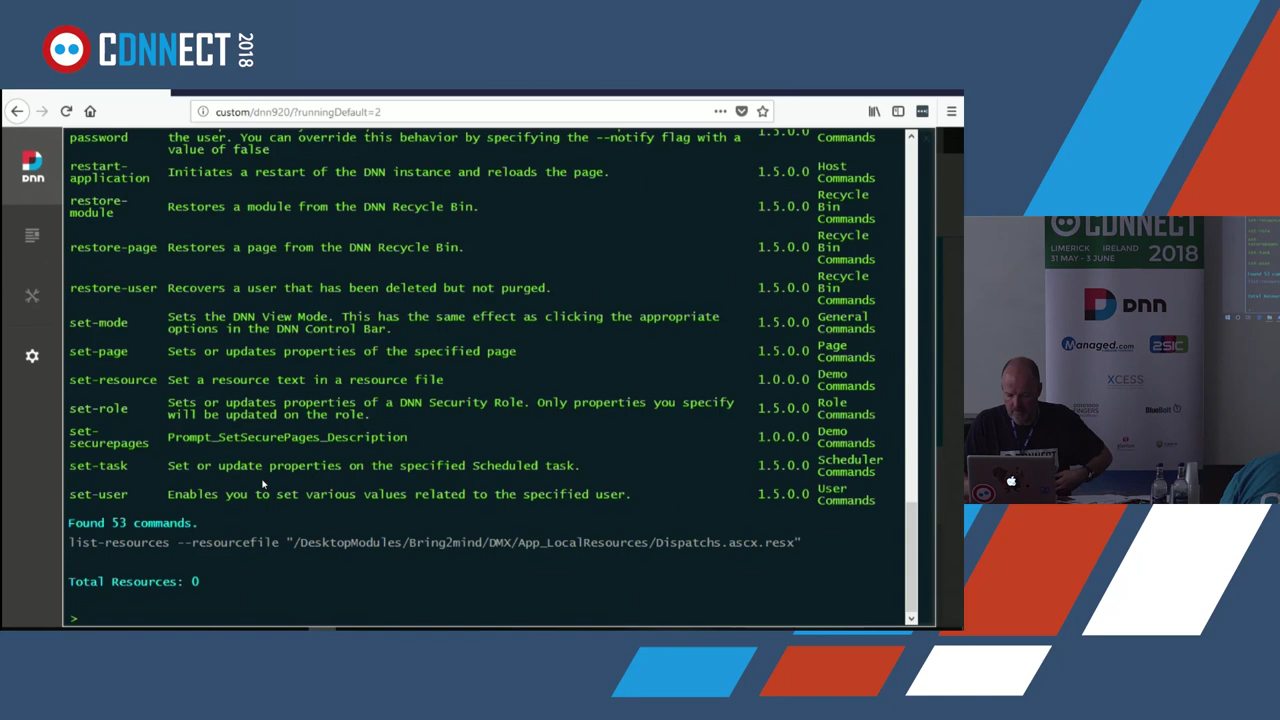 CDNNECT 2018
custom/dnn920/?runningDefault=2
password the user. You can override this behavior by specifying the --notify flag with a value of false 1.5.0.0 Commands
restart-application Initiates a restart of the DNN instance and reloads the page. 1.5.0.0 Host Commands
restore-module Restores a module from the DNN Recycle Bin. 1.5.0.0 Recycle Bin Commands
restore-page Restores a page from the DNN Recycle Bin. 1.5.0.0 Recycle Bin Commands
restore-user Recovers a user that has been deleted but not purged. 1.5.0.0 Recycle Bin Commands
set-mode Sets the DNN View Mode. This has the same effect as clicking the appropriate options in the DNN Control Bar. 1.5.0.0 General Commands
set-page Sets or updates properties of the specified page 1.5.0.0 Page Commands
set-resource Set a resource text in a resource file 1.0.0.0 Demo Commands
set-role Sets or updates properties of a DNN Security Role. Only properties you specify will be updated on the role. 1.5.0.0 Role Commands
set-securepages Prompt_SetSecurePages_Description 1.0.0.0 Demo Commands
set-task Set or update properties on the specified Scheduled task. 1.5.0.0 Scheduler Commands
set-user Enables you to set various values related to the specified user. 1.5.0.0 User Commands
Found 53 commands.
list-resources --resourcefile "/DesktopModules/Bring2mind/DMX/App_LocalResources/Dispatchs.ascx.resx"
Total Resources: 0
>
dnn
CDNNECT
LIMERICK IRELAND
31 MAY - 3 JUNE 2018
DNN
Managed.com
2SIC
XCESS
BlueBolt